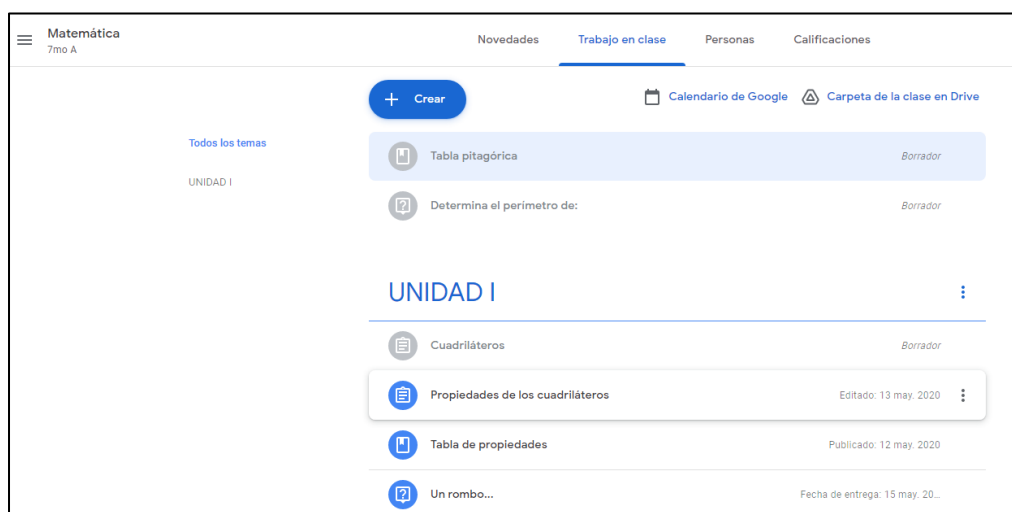 Matemática
7mo A
Novedades Trabajo en clase Personas Calificaciones
+ Crear
Calendario de Google Carpeta de la clase en Drive
Todos los temas
UNIDAD I
Tabla pitagórica Borrador
Determina el perímetro de: Borrador
UNIDAD I
Cuadriláteros Borrador
Propiedades de los cuadriláteros Editado: 13 may. 2020
Tabla de propiedades Publicado: 12 may. 2020
Un rombo... Fecha de entrega: 15 may. 20...